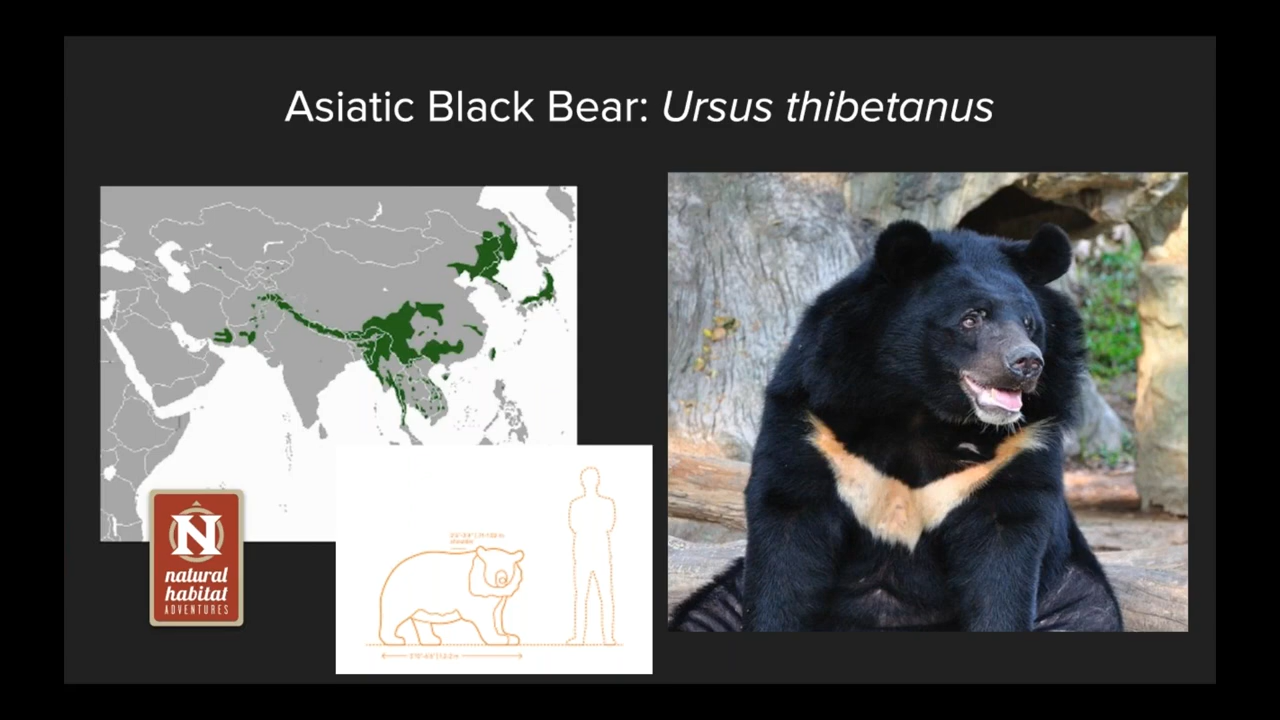 Asiatic Black Bear: Ursus thibetanus
N
natural
habitat
ADVENTURES